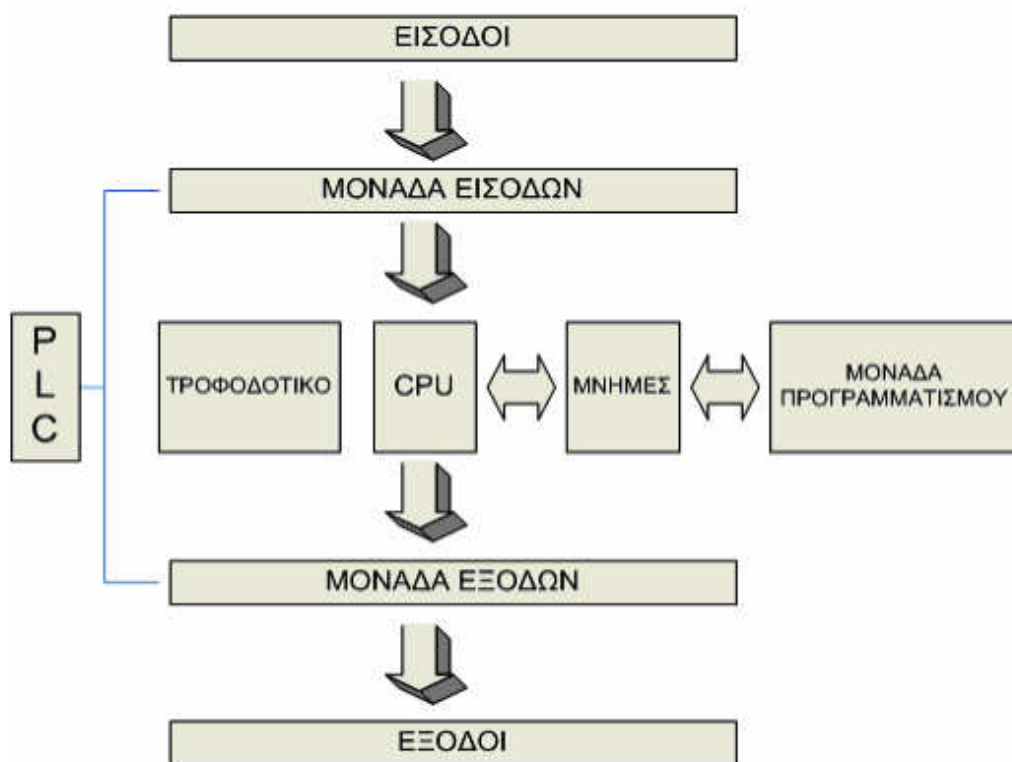 ΕΙΣΟΔΟΙ
ΜΟΝΑΔΑ ΕΙΣΟΔΩΝ
P
L
C
ΤΡΟΦΟΔΟΤΙΚΟ
CPU
ΜΝΗΜΕΣ
ΜΟΝΑΔΑ
ΠΡΟΓΡΑΜΜΑΤΙΣΜΟΥ
ΜΟΝΑΔΑ ΕΞΟΔΩΝ
ΕΞΟΔΟΙ